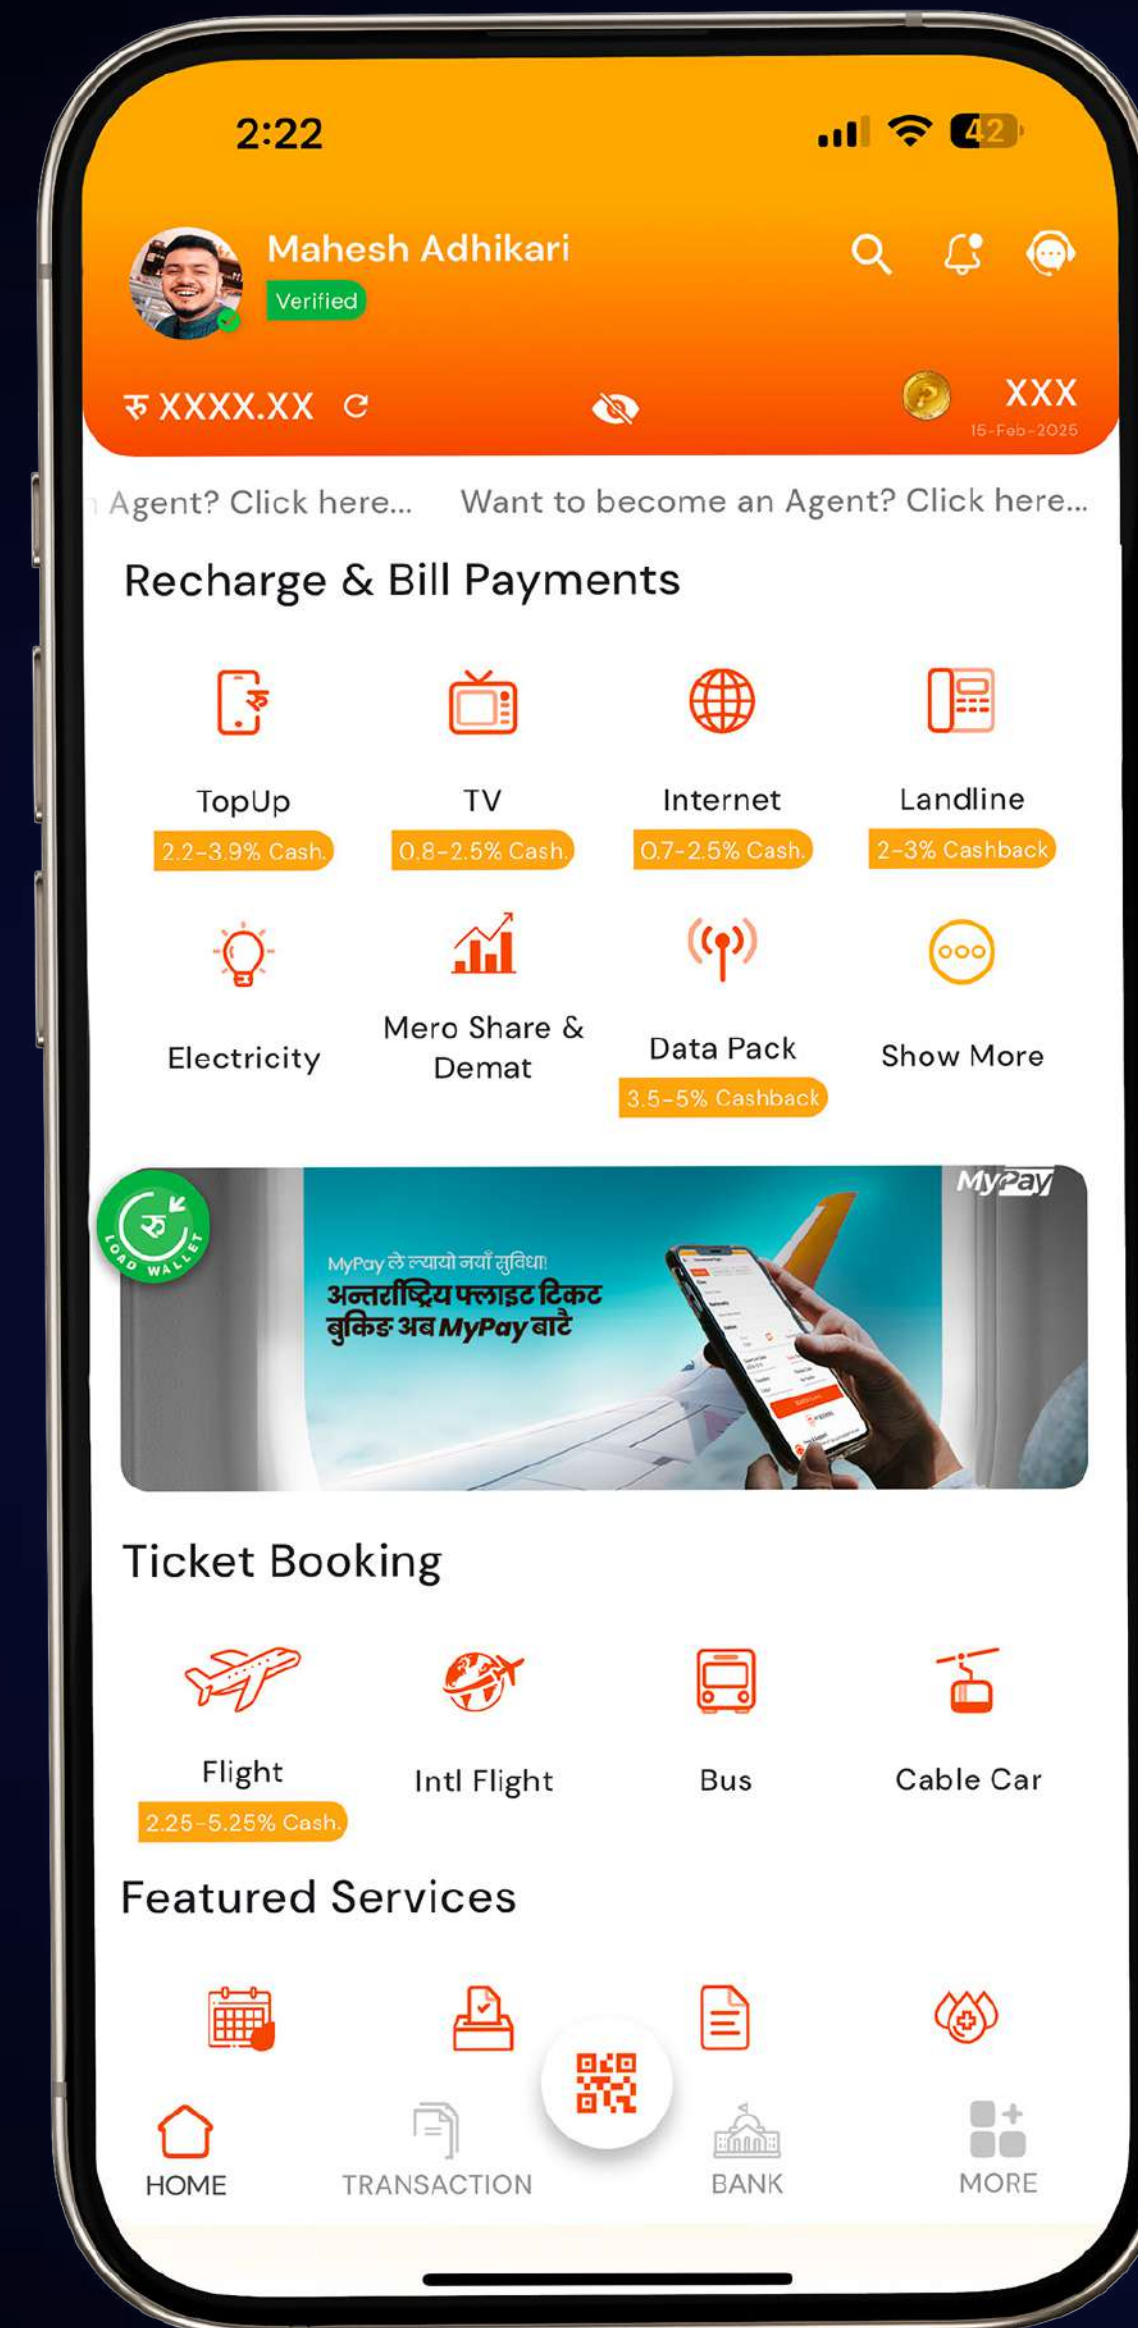 2:22
42
Mahesh Adhikari
Verified
रु XXXX.XX
XXX
15-Feb-2025
Agent? Click here... Want to become an Agent? Click here...
Recharge & Bill Payments
रु
TopUp
TV
Internet
Landline
2.2-3.9% Cash.
0.8-2.5% Cash.
0.7-2.5% Cash.
2-3% Cashback
Electricity
Mero Share &
Demat
Data Pack
Show More
3.5-5% Cashback
रु
LOAD WALLET
MyPay
MyPay ले ल्यायो नयाँ सुविधा!
अन्तर्राष्ट्रिय फ्लाइट टिकट
बुकिङ अब MyPay बाटै
Ticket Booking
Flight
Intl Flight
Bus
Cable Car
2.25-5.25% Cash.
Featured Services
HOME
TRANSACTION
BANK
MORE